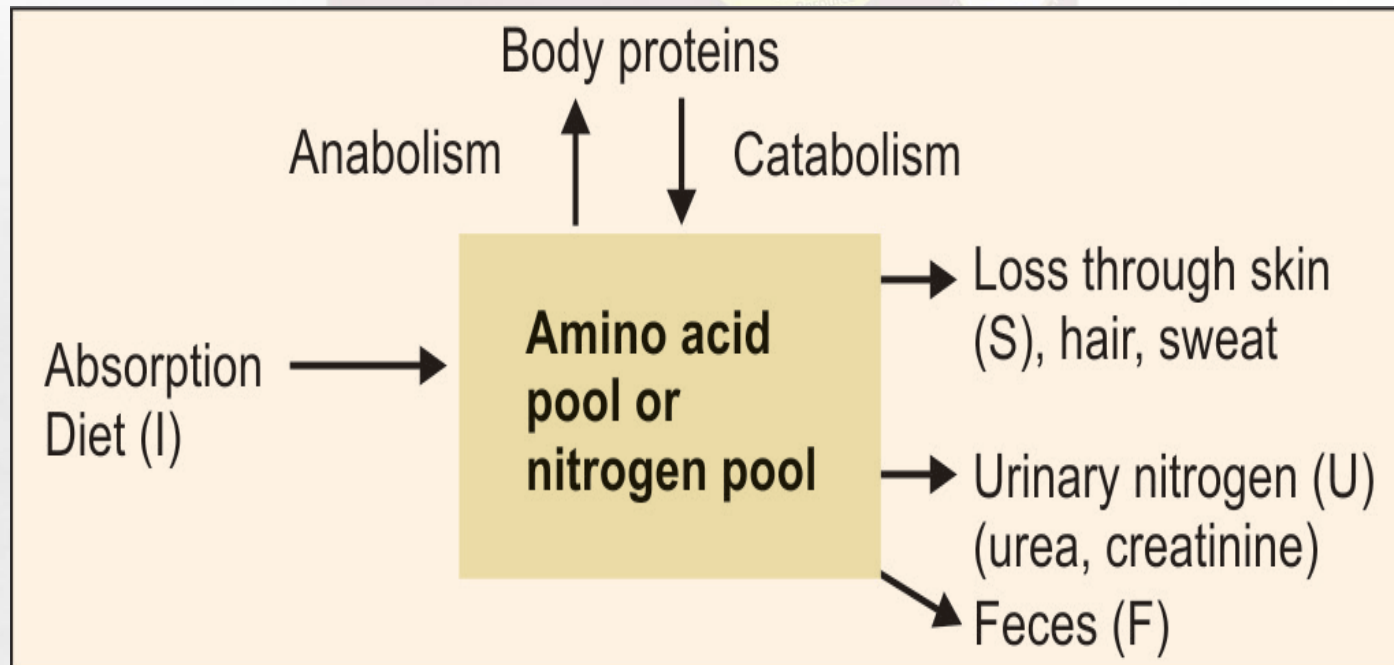 Body proteins
Anabolism
Catabolism
Absorption
Diet (I)
Amino acid
pool or
nitrogen pool
Loss through skin
(S), hair, sweat
Urinary nitrogen (U)
(urea, creatinine)
Feces (F)